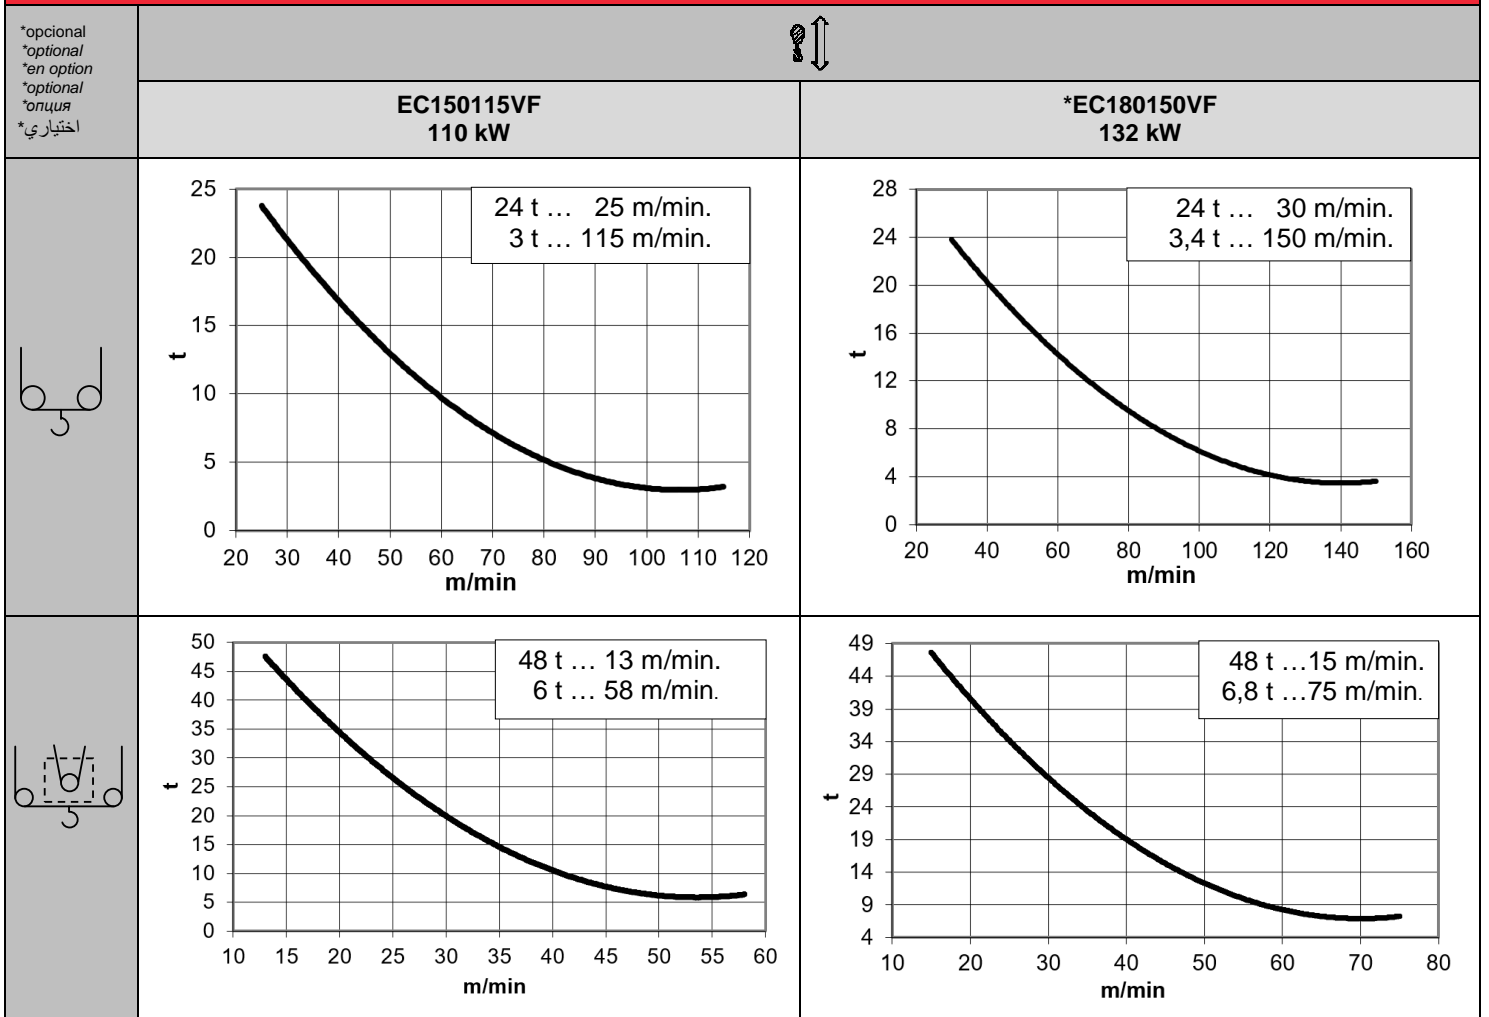 *opcional
*optional
*en option
*optional
*опция
*اختياري
EC150115VF
110 kW
*EC180150VF
132 kW
25
20
15
10
5
0
t
24 t … 25 m/min.
3 t … 115 m/min.
20 30 40 50 60 70 80 90 100 110 120
m/min
28
24
20
16
12
8
4
0
t
24 t … 30 m/min.
3,4 t … 150 m/min.
20 40 60 80 100 120 140 160
m/min
50
45
40
35
30
25
20
15
10
5
0
t
48 t … 13 m/min.
6 t … 58 m/min.
10 15 20 25 30 35 40 45 50 55 60
m/min
49
44
39
34
29
24
19
14
9
4
t
48 t …15 m/min.
6,8 t …75 m/min.
10 20 30 40 50 60 70 80
m/min